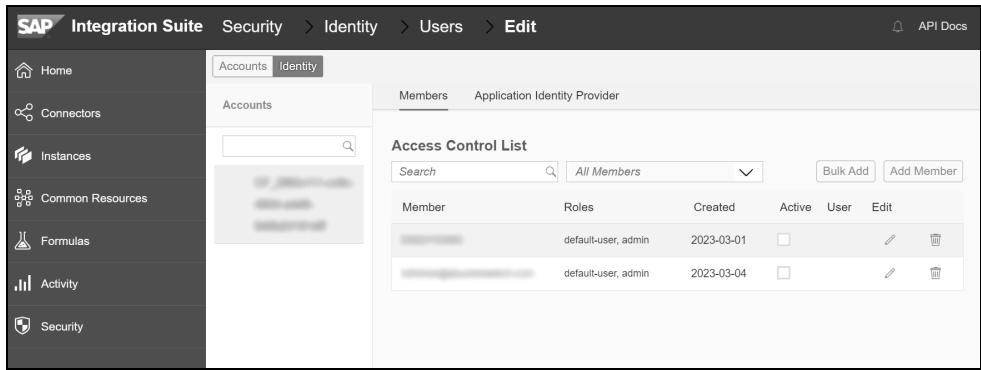 SAP Integration Suite Security > Identity > Users > Edit API Docs
Home
Connectors
Instances
Common Resources
Formulas
Activity
Security
Accounts Identity
Accounts
Members Application Identity Provider
Access Control List
Search All Members Bulk Add Add Member
Member Roles Created Active User Edit
default-user, admin 2023-03-01
default-user, admin 2023-03-04